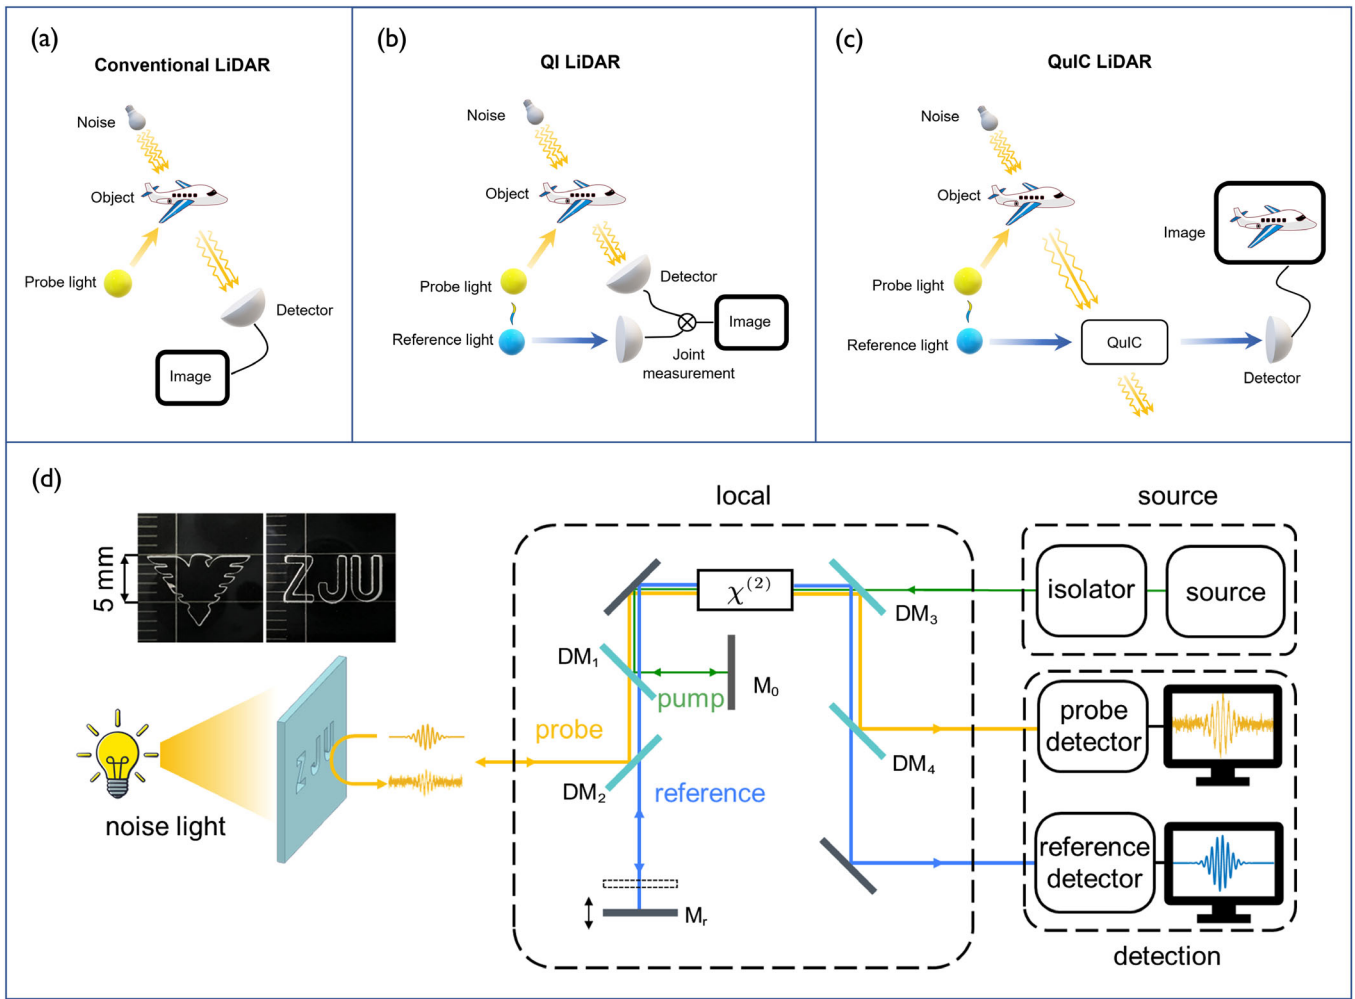 (a)
Conventional LiDAR
Noise
Object
Probe light
Detector
Image
(b)
QI LiDAR
Noise
Object
Probe light
Detector
Reference light
Image
Joint
measurement
(c)
QuIC LiDAR
Noise
Object
Image
Probe light
Reference light
QuIC
Detector
(d)
5 mm
ZJU
ZJU
noise light
local
χ(2)
DM3
DM1
M0
pump
probe
DM2
reference
DM4
Mr
source
isolator
source
probe
detector
reference
detector
detection